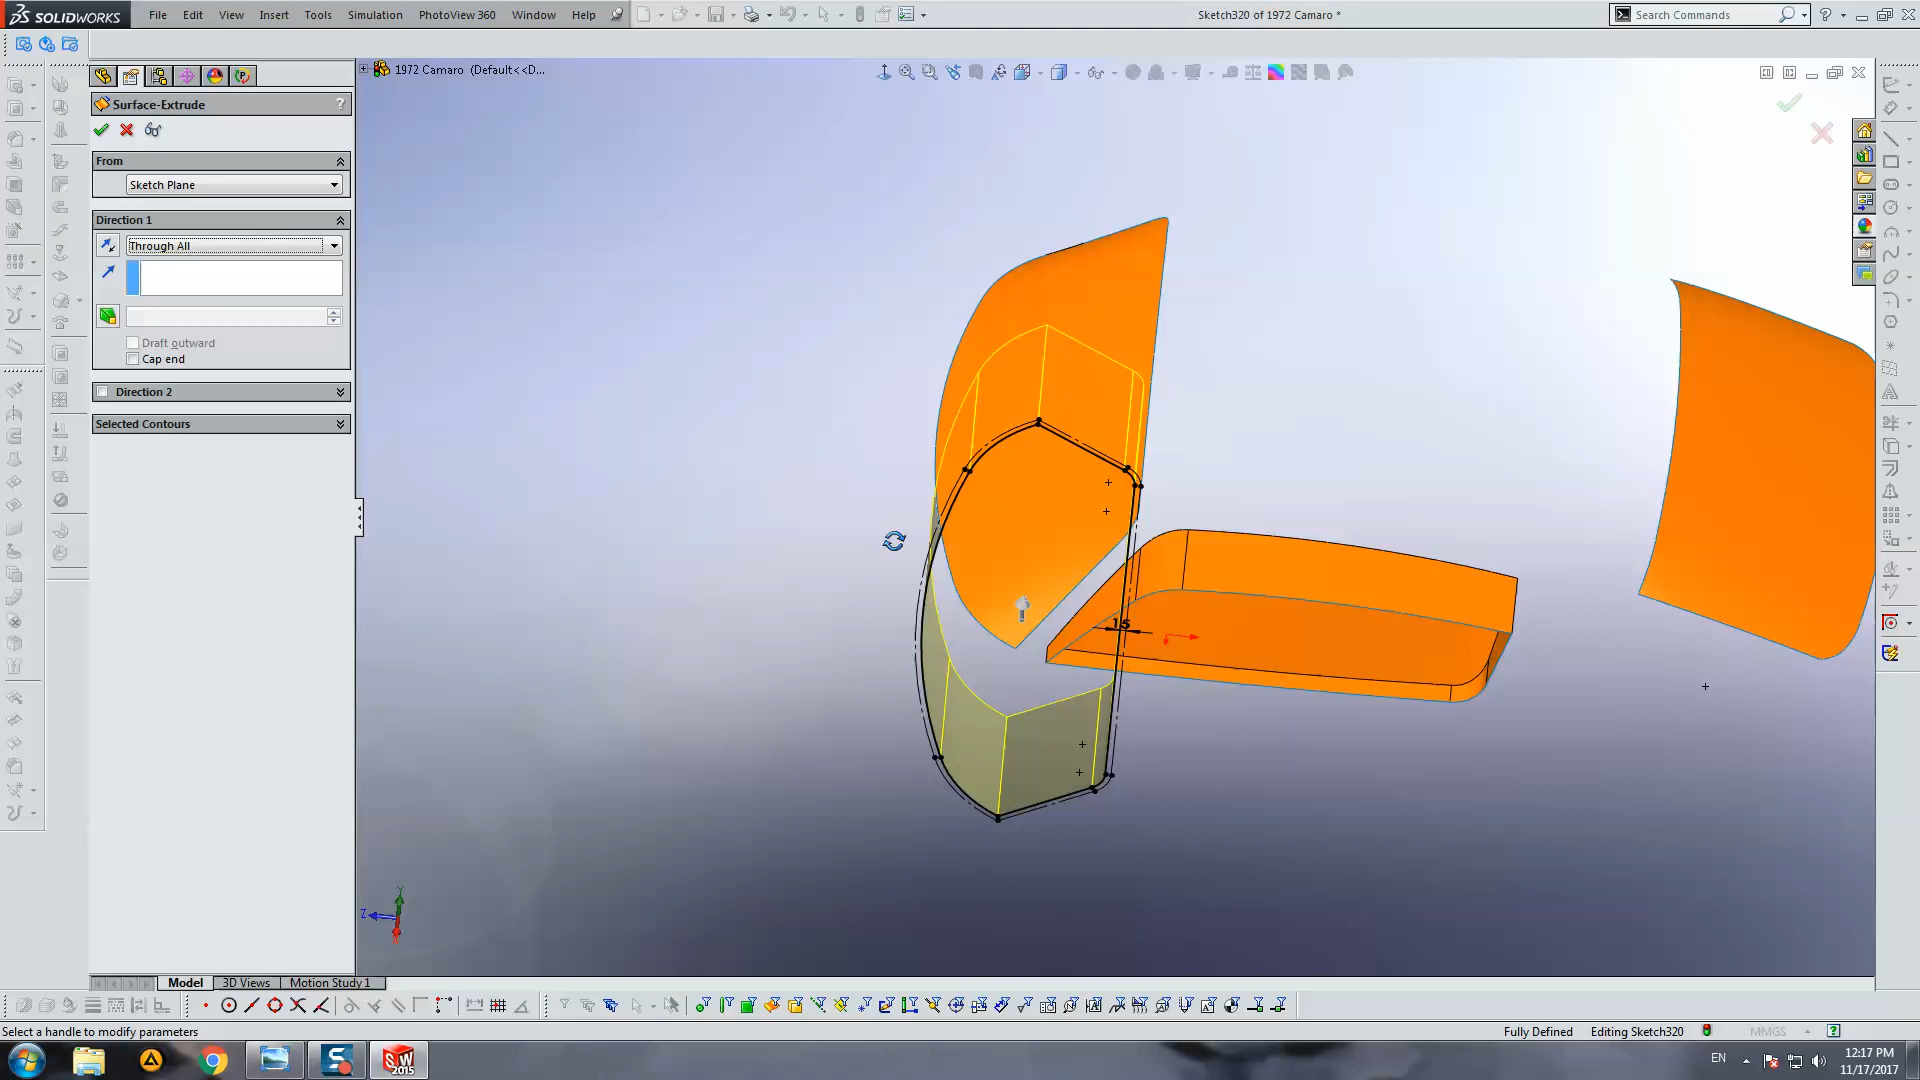 SOLIDWORKS
File Edit View Insert Tools Simulation PhotoView 360 Window Help
Sketch320 of 1972 Camaro *
Search Commands
1972 Camaro (Default<<D...
Surface-Extrude
?
From
Sketch Plane
Direction 1
Through All
Draft outward
Cap end
Direction 2
Selected Contours
15
Y
Z
Model 3D Views Motion Study 1
Select a handle to modify parameters
Fully Defined Editing Sketch320 MMGS
SW
2015
EN
12:17 PM
11/17/2017